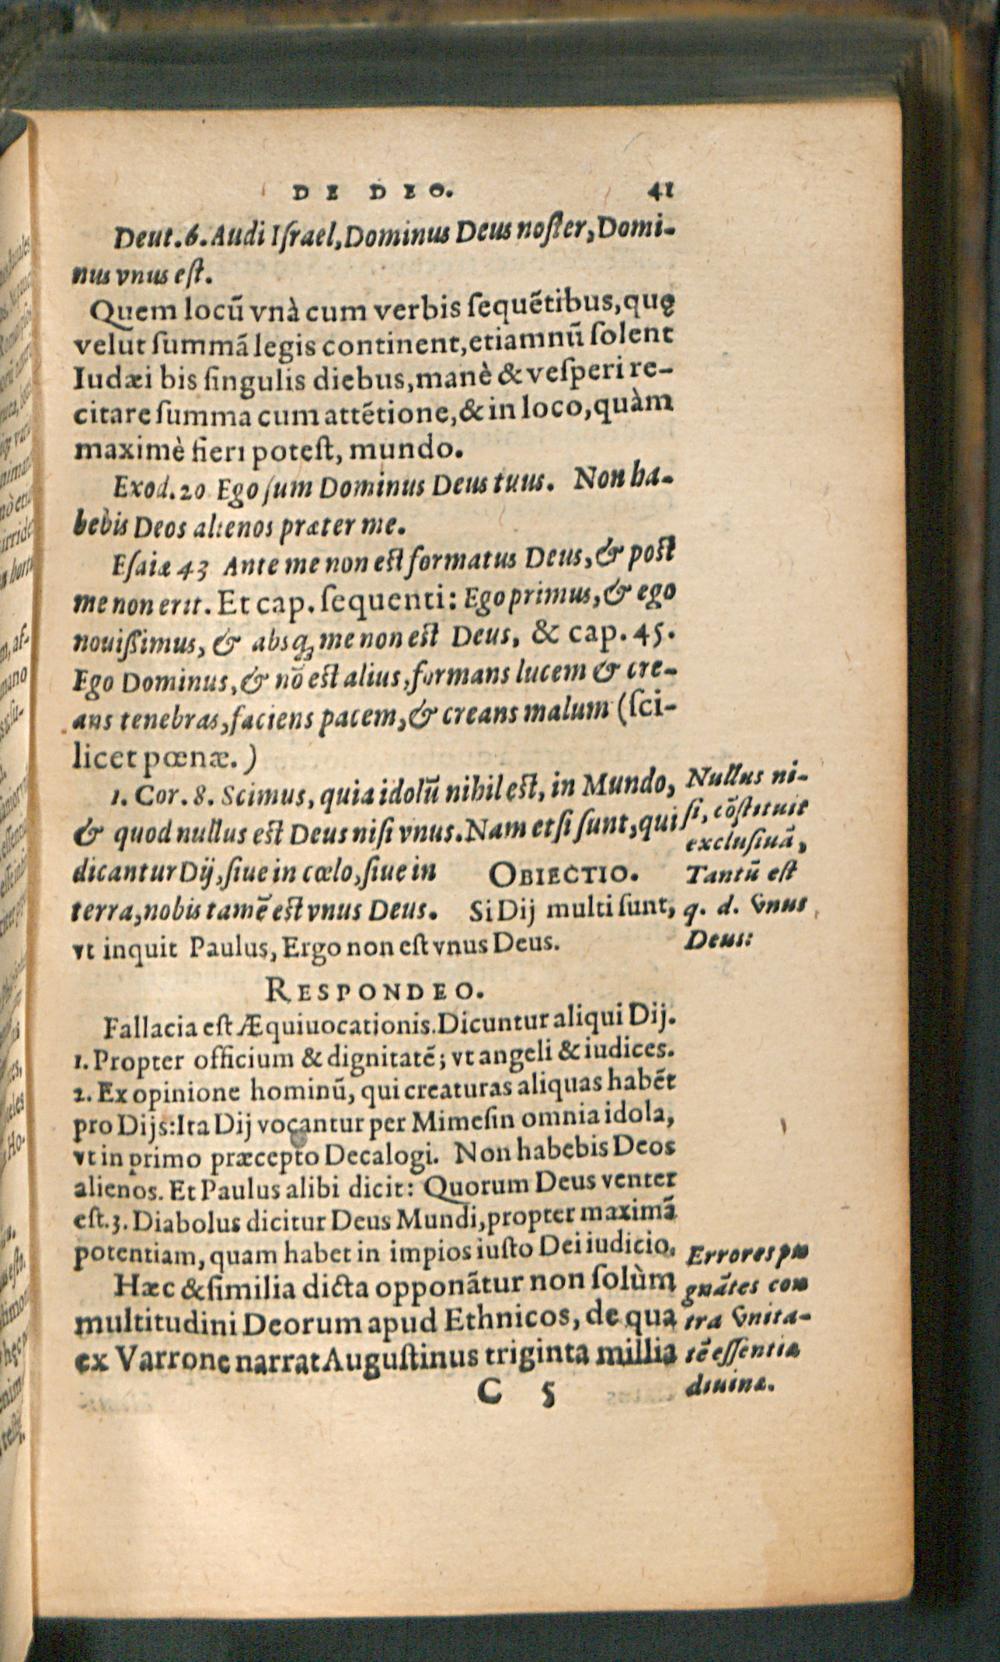 DE DEO. 41
Deut. 6. Audi Iſrael, Dominus Deus noſter, Domi-
nus vnus eſt.
Quem locũ vnà cum verbis ſequẽtibus, quę
velut ſummã legis continent, etiamnũ ſolent
Iudæi bis ſingulis diebus, manè & veſperi re-
citare ſumma cum attẽtione, & in loco, quàm
maximè fieri poteſt, mundo.
Exod. 20 Ego ſum Dominus Deus tuus. Non ha-
bebis Deos alienos præter me.
Eſaiæ 43 Ante me non eſt formatus Deus, & poſt
me non erit. Et cap. ſequenti: Ego primus, & ego
nouiſſimus, & absq; me non eſt Deus, & cap. 45.
Ego Dominus, & nõ eſt alius, formans lucem & cre-
ans tenebras, faciens pacem, & creans malum (ſci-
licet pœnæ.)
1. Cor. 8. Scimus, quia idolũ nihil eſt, in Mundo,
& quod nullus eſt Deus niſi vnus. Nam etſi ſunt, qui
dicantur Dij, ſiue in cœlo, ſiue in
terra, nobis tamẽ eſt vnus Deus.
OBIECTIO.
Si Dij multi ſunt,
vt inquit Paulus, Ergo non eſt vnus Deus.
Nullus ni-
ſi, cõſtituit
excluſiuã,
Tantũ eſt
q. d. Vnus
Deus:
RESPONDEO.
Fallacia eſt Æquiuocationis. Dicuntur aliqui Dij.
1. Propter officium & dignitatẽ; vt angeli & iudices.
2. Ex opinione hominũ, qui creaturas aliquas habẽt
pro Dijs: Ita Dij vocantur per Mimeſin omnia idola,
vt in primo præcepto Decalogi. Non habebis Deos
alienos. Et Paulus alibi dicit: Quorum Deus venter
eſt. 3. Diabolus dicitur Deus Mundi, propter maximã
potentiam, quam habet in impios iuſto Dei iudicio.
Hæc & ſimilia dicta opponãtur non ſolùm
multitudini Deorum apud Ethnicos, de qua
ex Varrone narrat Auguſtinus triginta millia
Errores pu
gnãtes con
tra Vnita-
tẽ eſſentiæ
diuinæ.
C 5